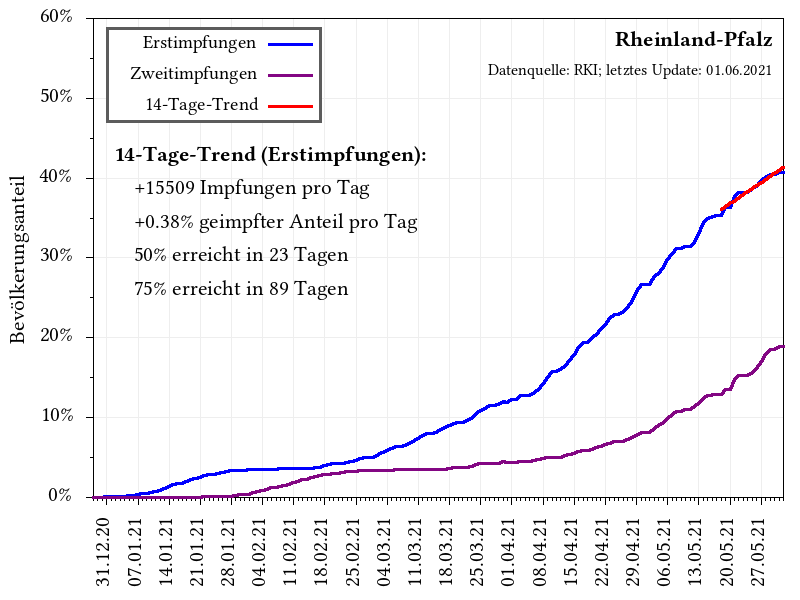 60%
50%
40%
30%
20%
10%
0%
Bevölkerungsanteil
Erstimpfungen
Zweitimpfungen
14-Tage-Trend
Rheinland-Pfalz
Datenquelle: RKI; letztes Update: 01.06.2021
14-Tage-Trend (Erstimpfungen):
+15509 Impfungen pro Tag
+0.38% geimpfter Anteil pro Tag
50% erreicht in 23 Tagen
75% erreicht in 89 Tagen
31.12.20
07.01.21
14.01.21
21.01.21
28.01.21
04.02.21
11.02.21
18.02.21
25.02.21
04.03.21
11.03.21
18.03.21
25.03.21
01.04.21
08.04.21
15.04.21
22.04.21
29.04.21
06.05.21
13.05.21
20.05.21
27.05.21